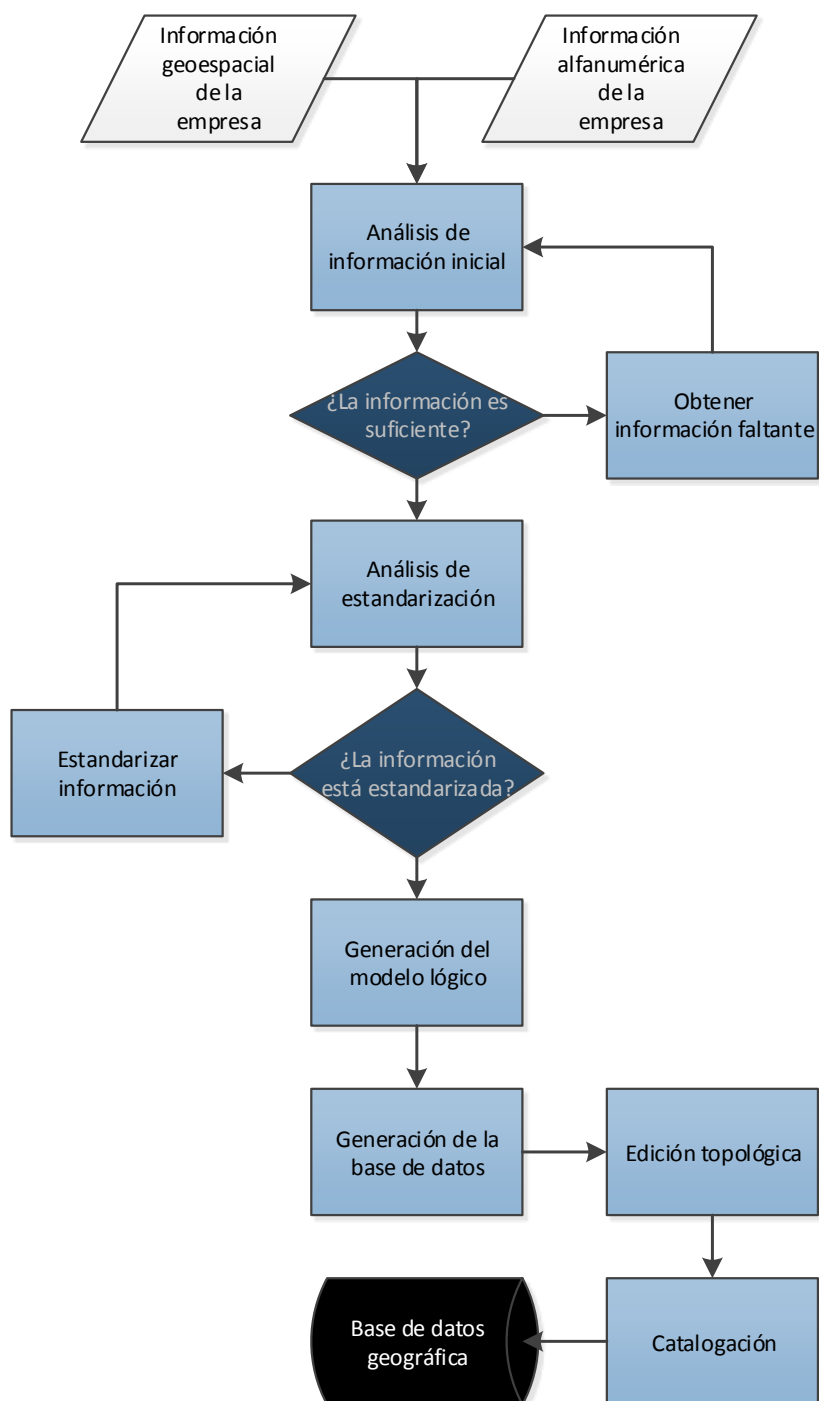 Información
geoespacial
de la
empresa
Información
alfanumérica
de la
empresa
Análisis de
información inicial
¿La información es
suficiente?
Obtener
información faltante
Análisis de
estandarización
Estandarizar
información
¿La información
está estandarizada?
Generación del
modelo lógico
Generación de la
base de datos
Edición topológica
Base de datos
geográfica
Catalogación